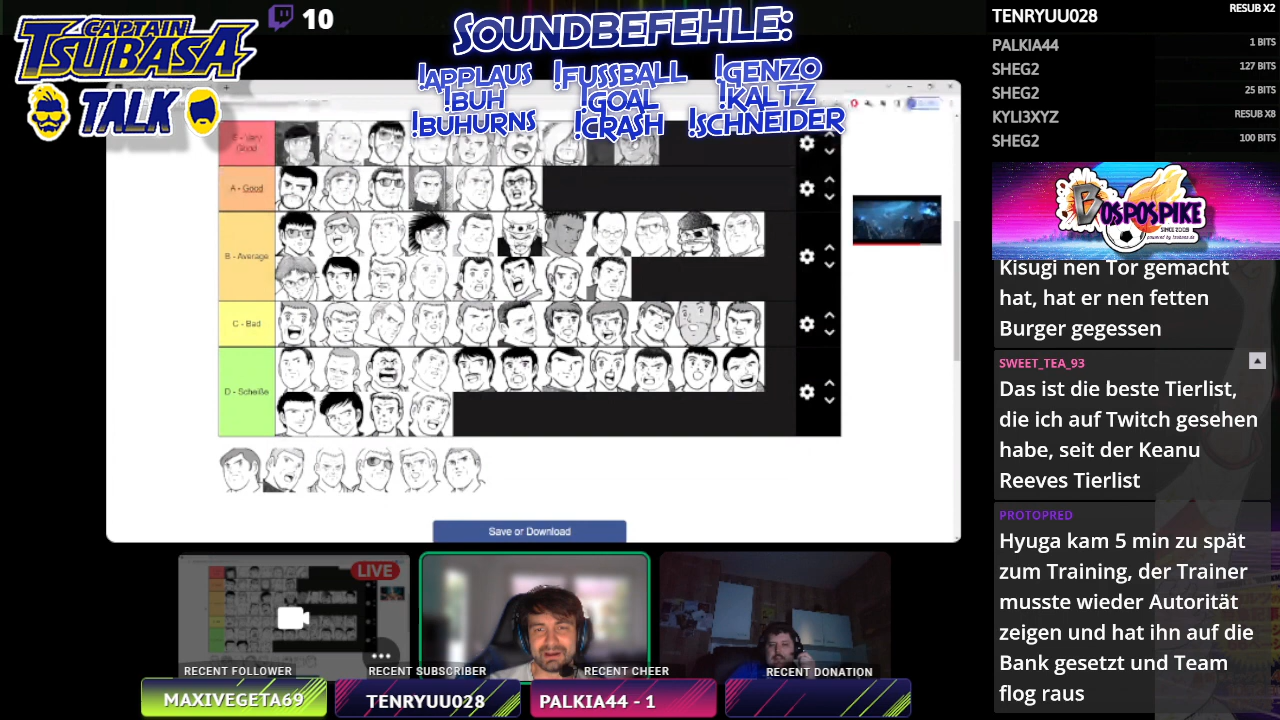 CAPTAIN
TSUBASA
TALK
10
SOUNDBEFEHLE:
!APPLAUS !FUSSBALL !GENZO
!BUH !GOAL !KALTZ
!BUHURNS !CRASH !SCHNEIDER
TENRYUU028 RESUB X2
PALKIA44 1 BITS
SHEG2 127 BITS
SHEG2 25 BITS
KYLI3XYZ RESUB X8
SHEG2 100 BITS
BOSPOSPIKE
SINCE 2008
Kisugi nen Tor gemacht
hat, hat er nen fetten
Burger gegessen
SWEET_TEA_93
Das ist die beste Tierlist,
die ich auf Twitch gesehen
habe, seit der Keanu
Reeves Tierlist
PROTOPRED
Hyuga kam 5 min zu spät
zum Training, der Trainer
musste wieder Autorität
zeigen und hat ihn auf die
Bank gesetzt und Team
flog raus
Good
A - Good
B - Average
C - Bad
D - Scheiße
Save or Download
LIVE
RECENT FOLLOWER
MAXIVEGETA69
RECENT SUBSCRIBER
TENRYUU028
RECENT CHEER
PALKIA44 - 1
RECENT DONATION